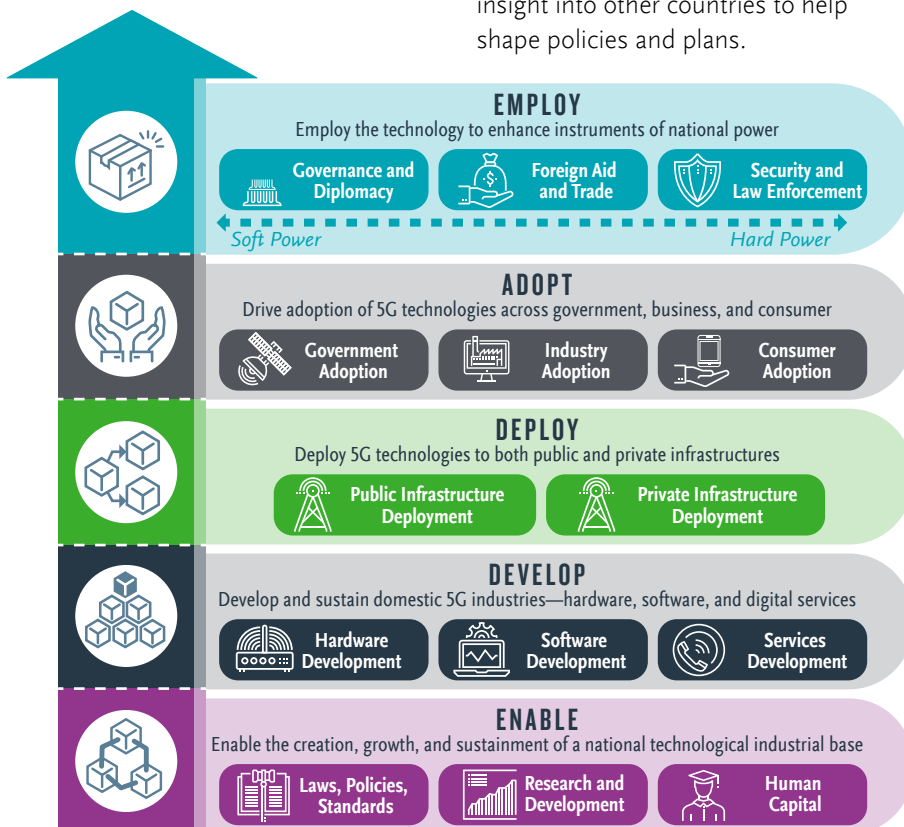 insight into other countries to help
shape policies and plans.
EMPLOY
Employ the technology to enhance instruments of national power
Governance and
Diplomacy
Foreign Aid
and Trade
Security and
Law Enforcement
Soft Power
Hard Power
ADOPT
Drive adoption of 5G technologies across government, business, and consumer
Government
Adoption
Industry
Adoption
Consumer
Adoption
DEPLOY
Deploy 5G technologies to both public and private infrastructures
Public Infrastructure
Deployment
Private Infrastructure
Deployment
DEVELOP
Develop and sustain domestic 5G industries—hardware, software, and digital services
Hardware
Development
Software
Development
Services
Development
ENABLE
Enable the creation, growth, and sustainment of a national technological industrial base
Laws, Policies,
Standards
Research and
Development
Human
Capital